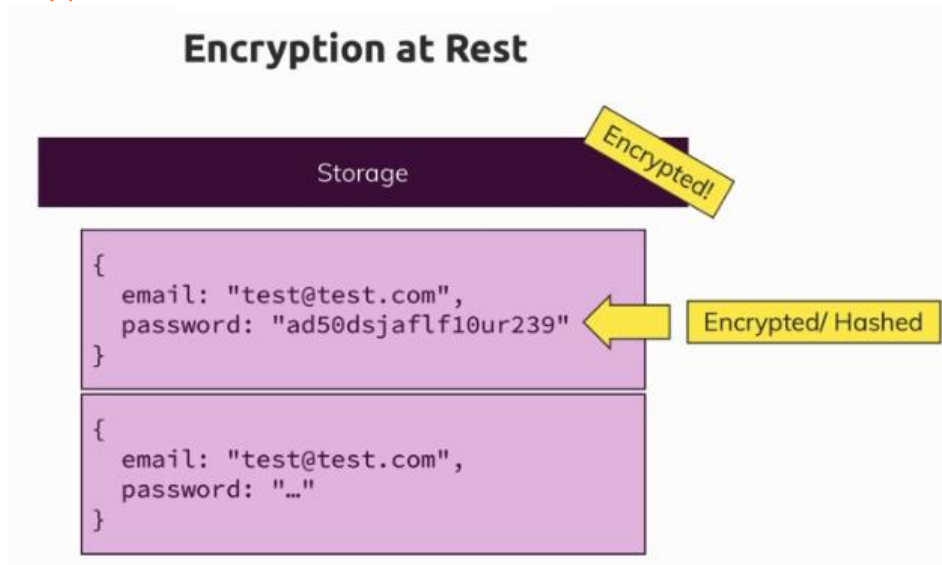 Encryption at Rest
Storage
Encrypted!
{
email: "test@test.com",
password: "ad50dsjaflf10ur239"
}
Encrypted/ Hashed
{
email: "test@test.com",
password: "…"
}